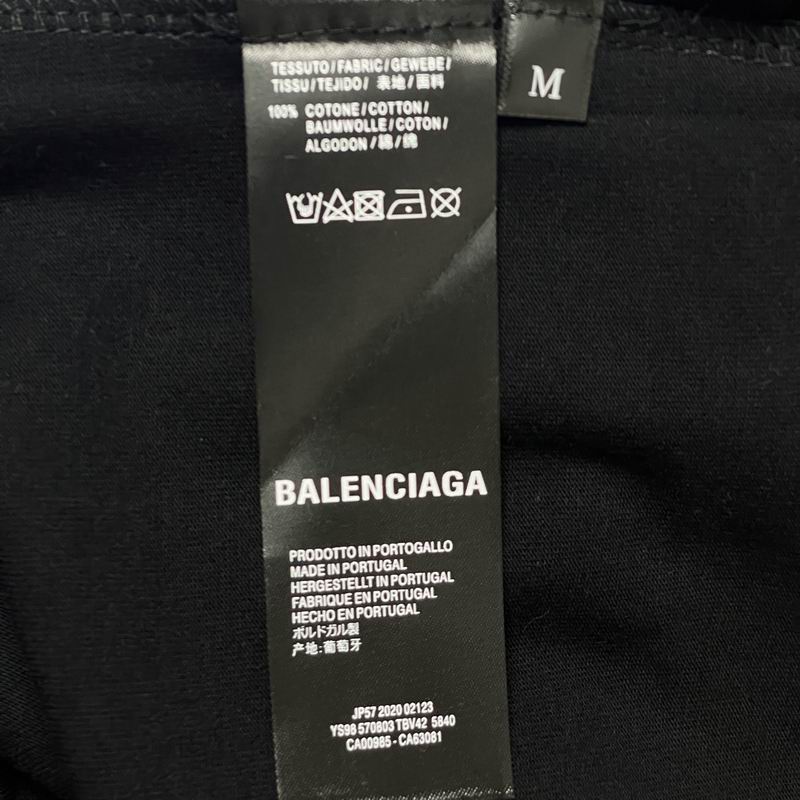 TESSUTO/FABRIC/GEWEBE/
TISSU/TEJIDO/ 表地/面料
100% COTONE/COTTON/
BAUMWOLLE/COTON/
ALGODON/綿/绵
M
BALENCIAGA
PRODOTTO IN PORTOGALLO
MADE IN PORTUGAL
HERGESTELLT IN PORTUGAL
FABRIQUE EN PORTUGAL
HECHO EN PORTUGAL
ポルドガル製
产地:葡萄牙
JP57 2020 02123
YS98 570803 TBV42 5840
CA00985 - CA63081